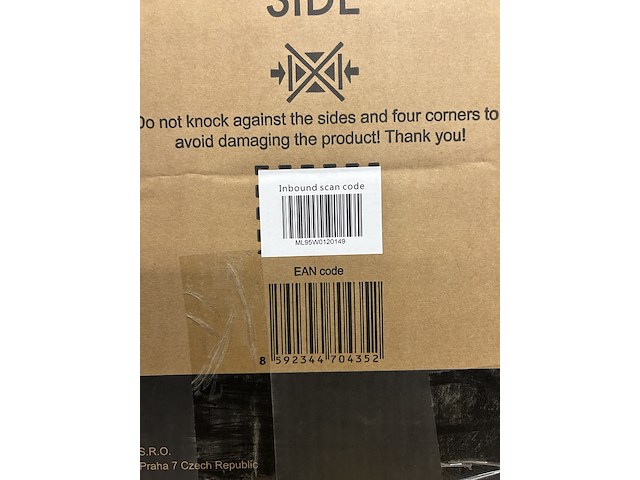 SIDE
Do not knock against the sides and four corners to
avoid damaging the product! Thank you!
Inbound scan code
ML95W0120149
EAN code
8 592344 704352
S.R.O.
Praha 7 Czech Republic